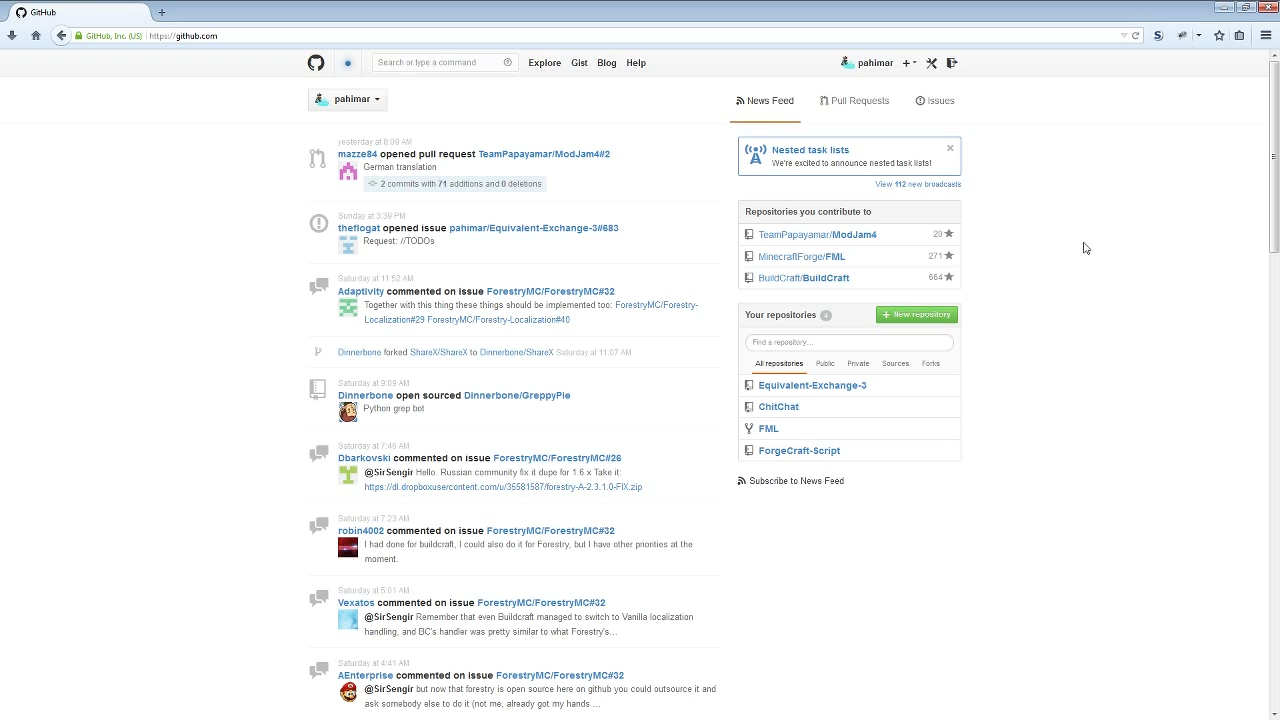 GitHub
GitHub, Inc. (US) https://github.com
Search or type a command
Explore Gist Blog Help
pahimar
pahimar
News Feed Pull Requests Issues
yesterday at 8:09 AM
mazze84 opened pull request TeamPapayamar/ModJam4#2
German translation
2 commits with 71 additions and 0 deletions
Sunday at 3:39 PM
theflogat opened issue pahimar/Equivalent-Exchange-3#683
Request: //TODOs
Saturday at 11:52 AM
Adaptivity commented on issue ForestryMC/ForestryMC#32
Together with this thing these things should be implemented too: ForestryMC/Forestry-
Localization#29 ForestryMC/Forestry-Localization#40
Dinnerbone forked ShareX/ShareX to Dinnerbone/ShareX Saturday at 11:07 AM
Saturday at 9:09 AM
Dinnerbone open sourced Dinnerbone/GreppyPie
Python grep bot
Saturday at 7:46 AM
Dbarkovski commented on issue ForestryMC/ForestryMC#26
@SirSengir Hello. Russian community fix it dupe for 1.6.x Take it:
https://dl.dropboxusercontent.com/u/35581587/forestry-A-2.3.1.0-FIX.zip
Saturday at 7:23 AM
robin4002 commented on issue ForestryMC/ForestryMC#32
I had done for buildcraft, I could also do it for Forestry, but I have other priorities at the
moment.
Saturday at 5:01 AM
Vexatos commented on issue ForestryMC/ForestryMC#32
@SirSengir Remember that even Buildcraft managed to switch to Vanilla localization
handling, and BC's handler was pretty similar to what Forestry's…
Saturday at 4:41 AM
AEnterprise commented on issue ForestryMC/ForestryMC#32
@SirSengir but now that forestry is open source here on github you could outsource it and
ask somebody else to do it (not me, already got my hands …
Nested task lists
We're excited to announce nested task lists!
View 112 new broadcasts
Repositories you contribute to
TeamPapayamar/ModJam4 20
MinecraftForge/FML 271
BuildCraft/BuildCraft 664
Your repositories 4 New repository
Find a repository…
All repositories Public Private Sources Forks
Equivalent-Exchange-3
ChitChat
FML
ForgeCraft-Script
Subscribe to News Feed